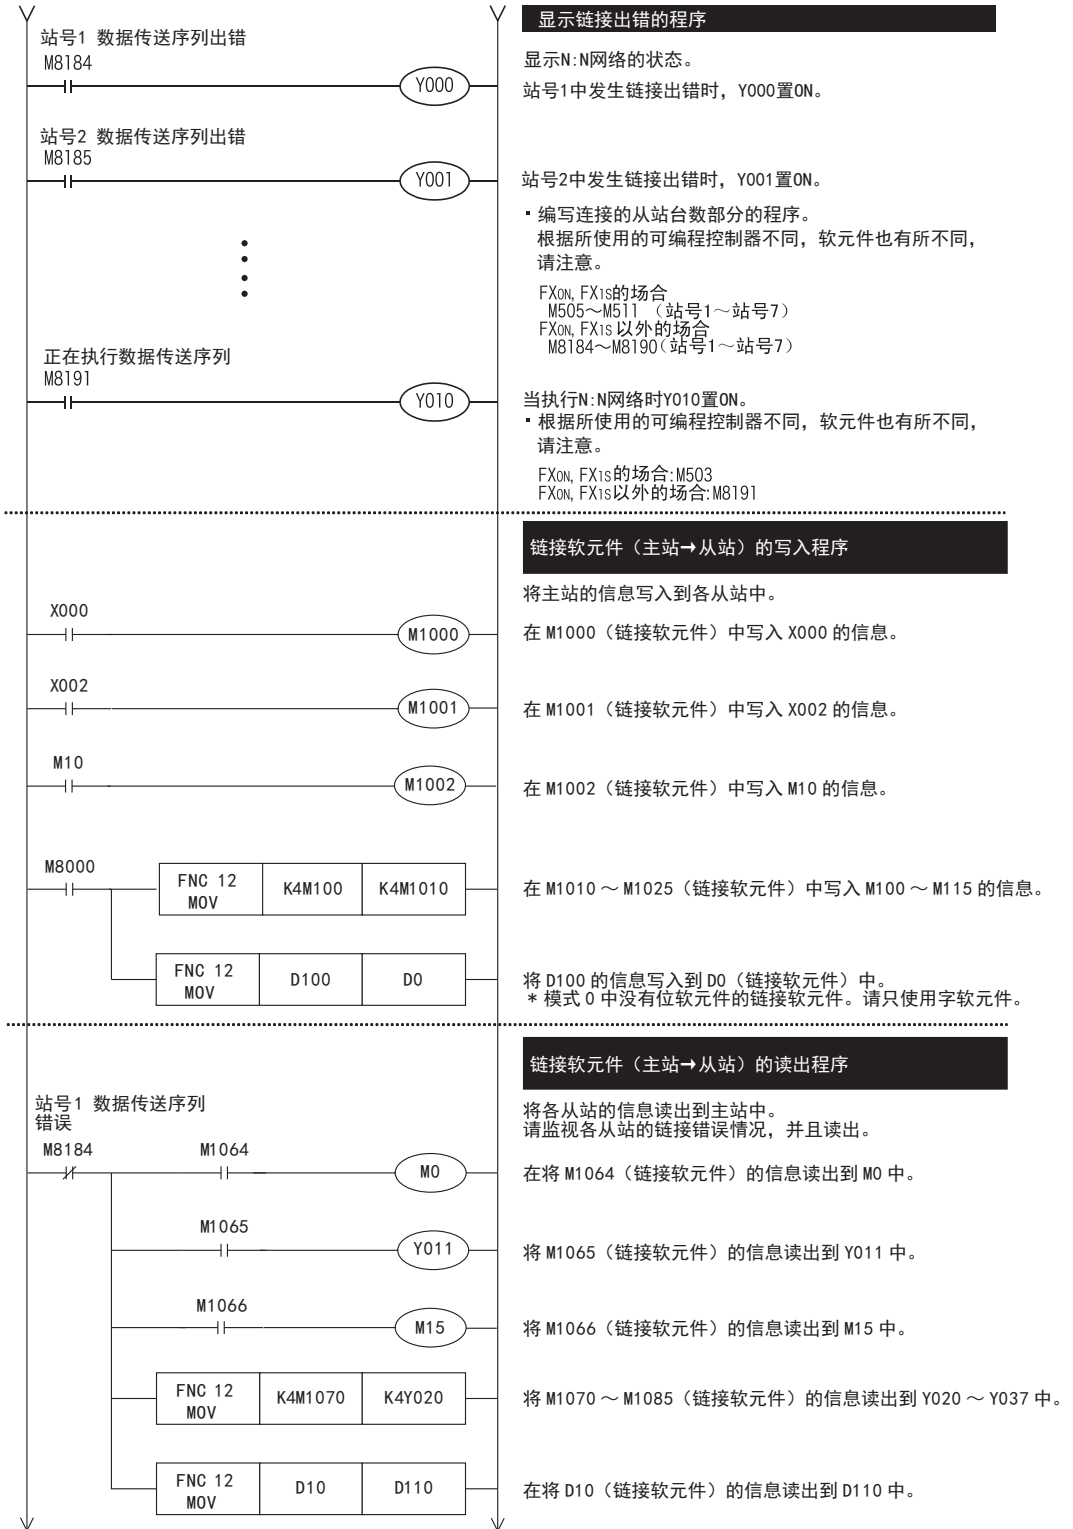 显示链接出错的程序
站号1 数据传送序列出错
M8184
Y000
显示N:N网络的状态。
站号1中发生链接出错时，Y000置ON。
站号2 数据传送序列出错
M8185
Y001
站号2中发生链接出错时，Y001置ON。
▪ 编写连接的从站台数部分的程序。
根据所使用的可编程控制器不同，软元件也有所不同，
请注意。
FX0N, FX1S的场合
M505～M511 （站号1～站号7）
FX0N, FX1S 以外的场合
M8184～M8190（站号1～站号7）
正在执行数据传送序列
M8191
Y010
当执行N:N网络时Y010置ON。
▪ 根据所使用的可编程控制器不同，软元件也有所不同，
请注意。
FX0N, FX1S的场合:M503
FX0N, FX1S以外的场合:M8191
链接软元件（主站→从站）的写入程序
将主站的信息写入到各从站中。
X000
M1000
在 M1000（链接软元件）中写入 X000 的信息。
X002
M1001
在 M1001（链接软元件）中写入 X002 的信息。
M10
M1002
在 M1002（链接软元件）中写入 M10 的信息。
M8000
FNC 12
MOV
K4M100
K4M1010
在 M1010 ～ M1025（链接软元件）中写入 M100 ～ M115 的信息。
FNC 12
MOV
D100
D0
将 D100 的信息写入到 D0（链接软元件）中。
* 模式 0 中没有位软元件的链接软元件。请只使用字软元件。
链接软元件（主站→从站）的读出程序
站号1 数据传送序列
错误
将各从站的信息读出到主站中。
请监视各从站的链接错误情况，并且读出。
M8184
M1064
M0
在将 M1064（链接软元件）的信息读出到 M0 中。
M1065
Y011
将 M1065（链接软元件）的信息读出到 Y011 中。
M1066
M15
将 M1066（链接软元件）的信息读出到 M15 中。
FNC 12
MOV
K4M1070
K4Y020
将 M1070 ～ M1085（链接软元件）的信息读出到 Y020 ～ Y037 中。
FNC 12
MOV
D10
D110
在将 D10（链接软元件）的信息读出到 D110 中。